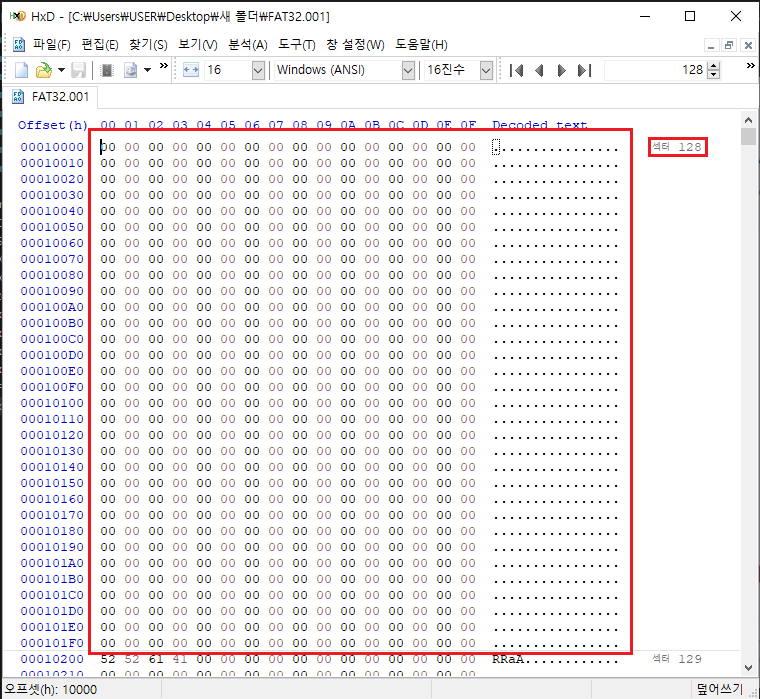 HxD - [C:₩Users₩USER₩Desktop₩새 폴더₩FAT32.001]
파일(F) 편집(E) 찾기(S) 보기(V) 분석(A) 도구(T) 창 설정(W) 도움말(H)
16 Windows (ANSI) 16진수 128
FAT32.001
Offset(h) 00 01 02 03 04 05 06 07 08 09 0A 0B 0C 0D 0E 0F Decoded text
00010000 00 00 00 00 00 00 00 00 00 00 00 00 00 00 00 00 ................ 섹터 128
00010010 00 00 00 00 00 00 00 00 00 00 00 00 00 00 00 00 ................
00010020 00 00 00 00 00 00 00 00 00 00 00 00 00 00 00 00 ................
00010030 00 00 00 00 00 00 00 00 00 00 00 00 00 00 00 00 ................
00010040 00 00 00 00 00 00 00 00 00 00 00 00 00 00 00 00 ................
00010050 00 00 00 00 00 00 00 00 00 00 00 00 00 00 00 00 ................
00010060 00 00 00 00 00 00 00 00 00 00 00 00 00 00 00 00 ................
00010070 00 00 00 00 00 00 00 00 00 00 00 00 00 00 00 00 ................
00010080 00 00 00 00 00 00 00 00 00 00 00 00 00 00 00 00 ................
00010090 00 00 00 00 00 00 00 00 00 00 00 00 00 00 00 00 ................
000100A0 00 00 00 00 00 00 00 00 00 00 00 00 00 00 00 00 ................
000100B0 00 00 00 00 00 00 00 00 00 00 00 00 00 00 00 00 ................
000100C0 00 00 00 00 00 00 00 00 00 00 00 00 00 00 00 00 ................
000100D0 00 00 00 00 00 00 00 00 00 00 00 00 00 00 00 00 ................
000100E0 00 00 00 00 00 00 00 00 00 00 00 00 00 00 00 00 ................
000100F0 00 00 00 00 00 00 00 00 00 00 00 00 00 00 00 00 ................
00010100 00 00 00 00 00 00 00 00 00 00 00 00 00 00 00 00 ................
00010110 00 00 00 00 00 00 00 00 00 00 00 00 00 00 00 00 ................
00010120 00 00 00 00 00 00 00 00 00 00 00 00 00 00 00 00 ................
00010130 00 00 00 00 00 00 00 00 00 00 00 00 00 00 00 00 ................
00010140 00 00 00 00 00 00 00 00 00 00 00 00 00 00 00 00 ................
00010150 00 00 00 00 00 00 00 00 00 00 00 00 00 00 00 00 ................
00010160 00 00 00 00 00 00 00 00 00 00 00 00 00 00 00 00 ................
00010170 00 00 00 00 00 00 00 00 00 00 00 00 00 00 00 00 ................
00010180 00 00 00 00 00 00 00 00 00 00 00 00 00 00 00 00 ................
00010190 00 00 00 00 00 00 00 00 00 00 00 00 00 00 00 00 ................
000101A0 00 00 00 00 00 00 00 00 00 00 00 00 00 00 00 00 ................
000101B0 00 00 00 00 00 00 00 00 00 00 00 00 00 00 00 00 ................
000101C0 00 00 00 00 00 00 00 00 00 00 00 00 00 00 00 00 ................
000101D0 00 00 00 00 00 00 00 00 00 00 00 00 00 00 00 00 ................
000101E0 00 00 00 00 00 00 00 00 00 00 00 00 00 00 00 00 ................
000101F0 00 00 00 00 00 00 00 00 00 00 00 00 00 00 00 00 ................
00010200 52 52 61 41 00 00 00 00 00 00 00 00 00 00 00 00 RRaA............ 섹터 129
00010210 00 00 00 00 00 00 00 00 00 00 00 00 00 00 00 00
오프셋(h): 10000 덮어쓰기